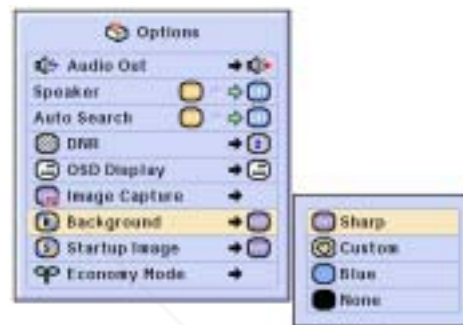 Options
Audio Out
Speaker
Auto Search
DNR
OSD Display
Image Capture
Background
Startup Image
Economy Mode
Sharp
Custom
Blue
None